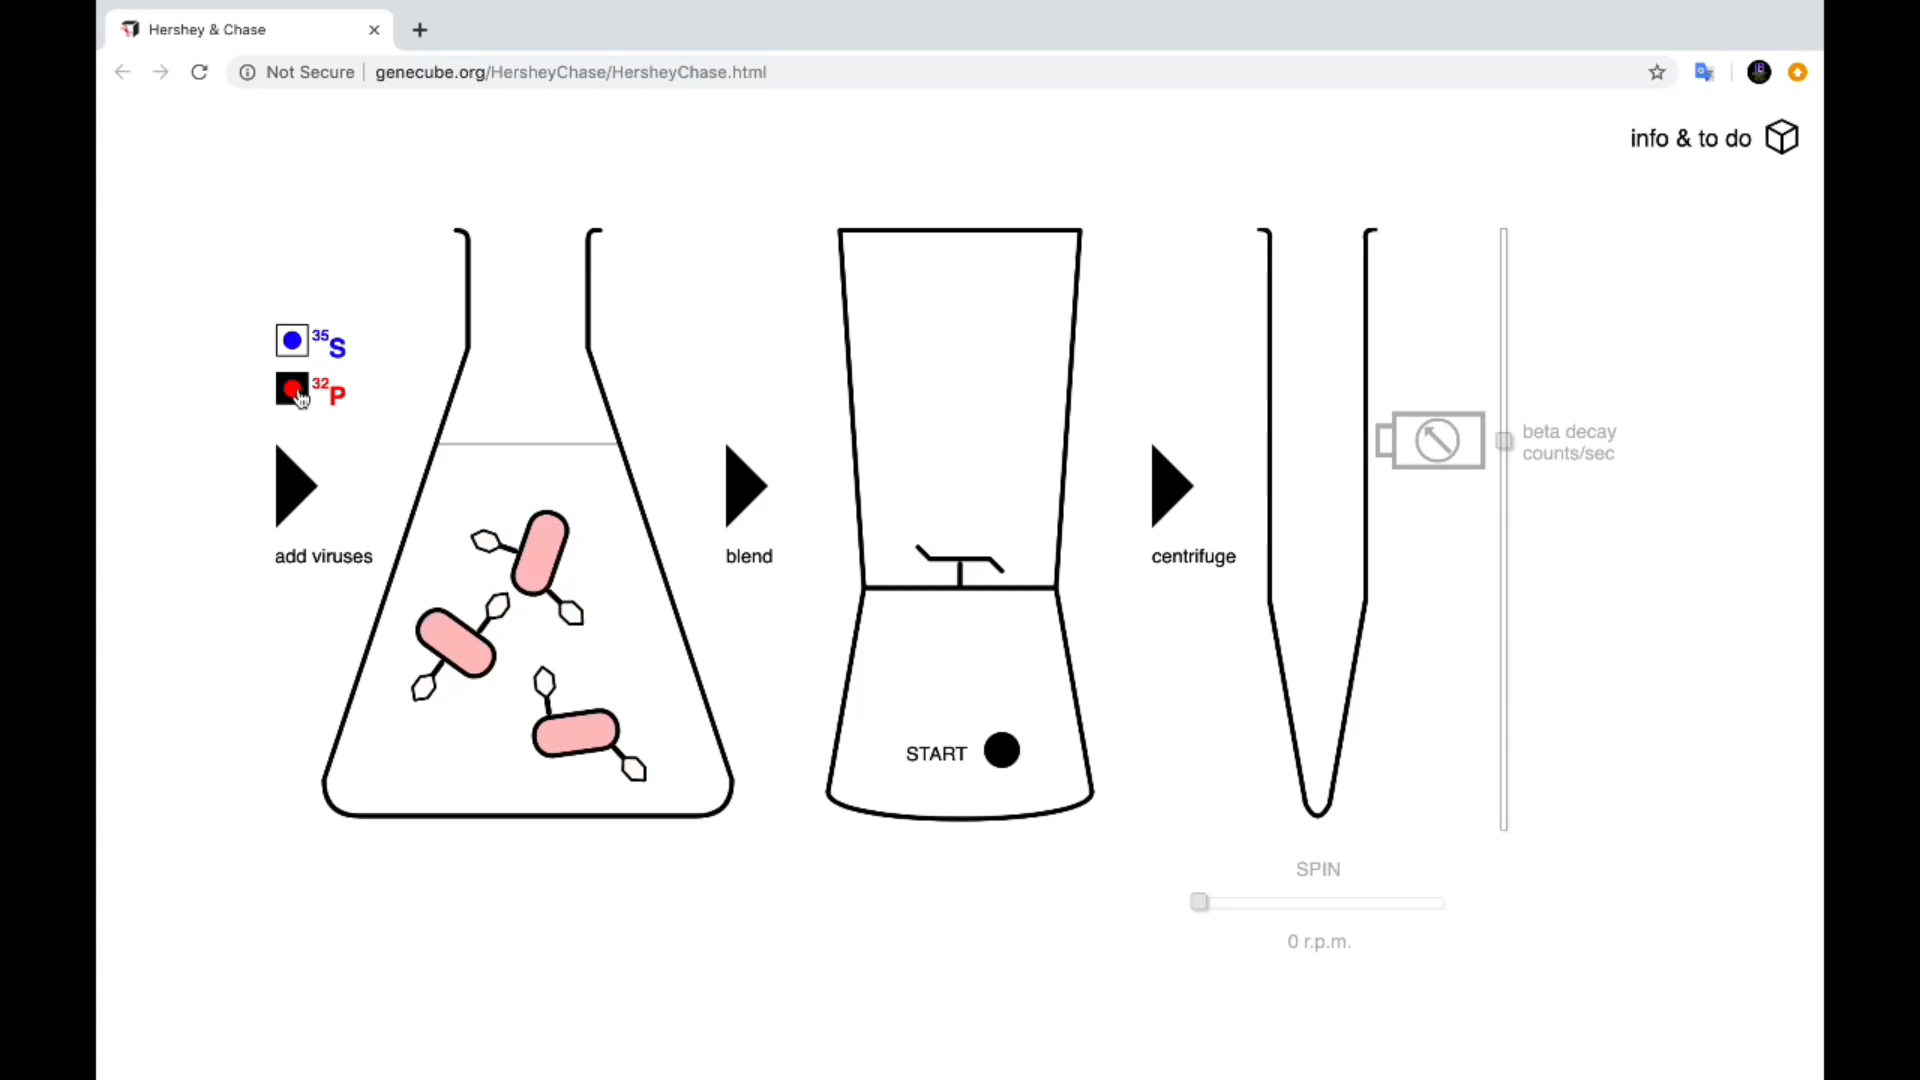 Hershey & Chase
Not Secure genecube.org/HersheyChase/HersheyChase.html
info & to do
35S
32P
beta decay
counts/sec
add viruses
blend
centrifuge
START
SPIN
0 r.p.m.